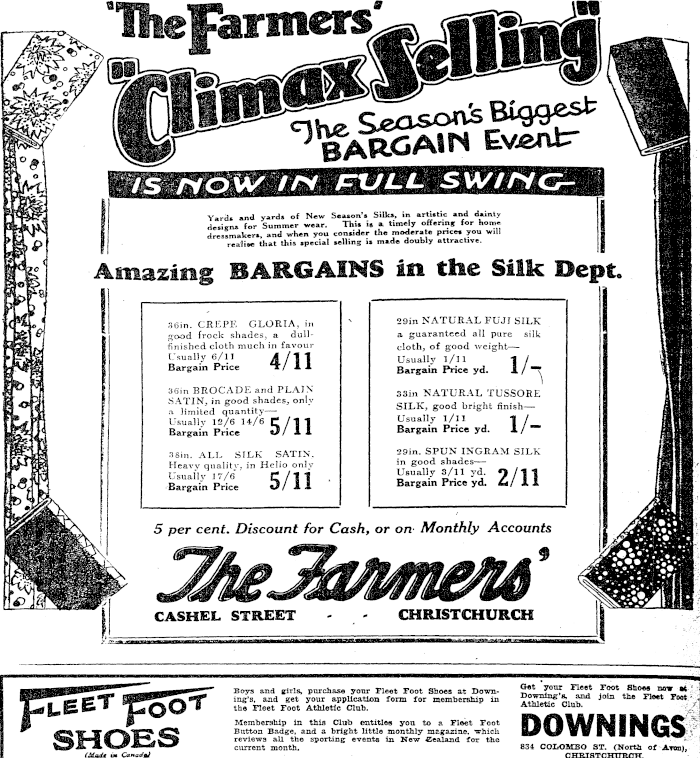 'The Farmers'
"Climax Selling"
The Season's Biggest
BARGAIN Event
IS NOW IN FULL SWING
Yards and yards of New Season's Silks, in artistic and dainty
designs for Summer wear. This is a timely offering for home
dressmakers, and when you consider the moderate prices you will
realise that this special selling is made doubly attractive.
Amazing BARGAINS in the Silk Dept.
36in. CREPE GLORIA, in
good frock shades, a dull-
finished cloth much in favour
Usually 6/11
Bargain Price 4/11
36in BROCADE and PLAIN
SATIN, in good shades, only
a limited quantity—
Usually 12/6 14/6
Bargain Price 5/11
38in. ALL SILK SATIN.
Heavy quality, in Helio only
Usually 17/6
Bargain Price 5/11
29in NATURAL FUJI SILK
a guaranteed all pure silk
cloth, of good weight—
Usually 1/11
Bargain Price yd. 1/-
33in NATURAL TUSSORE
SILK, good bright finish—
Usually 1/11
Bargain Price yd. 1/-
29in. SPUN INGRAM SILK
in good shades—
Usually 3/11 yd.
Bargain Price yd. 2/11
5 per cent. Discount for Cash, or on Monthly Accounts
The Farmers'
CASHEL STREET - - CHRISTCHURCH
FLEET FOOT
SHOES
(Made in Canada)
Boys and girls, purchase your Fleet Foot Shoes at Down-
ing's, and get your application form for membership in
the Fleet Foot Athletic Club.
Membership in this Club entitles you to a Fleet Foot
Button Badge, and a bright little monthly magazine, which
reviews all the sporting events in New Zealand for the
current month.
Get your Fleet Foot Shoes now at
Downing's, and join the Fleet Foot
Athletic Club.
DOWNINGS
834 COLOMBO ST. (North of Avon),
CHRISTCHURCH.